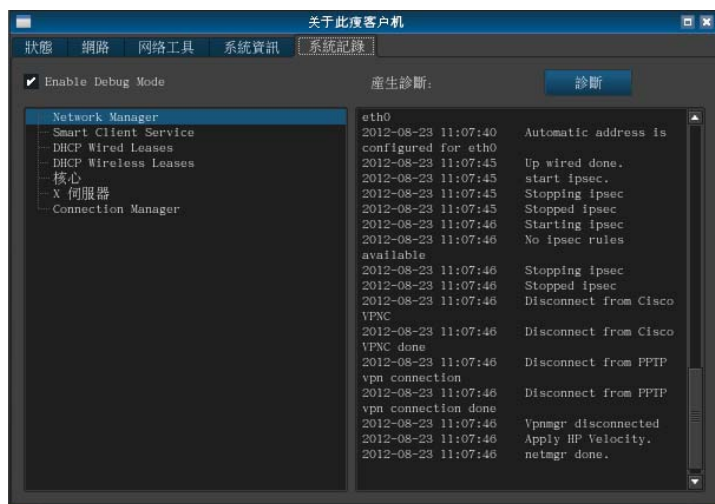 关于此瘦客户机
狀態 網路 网络工具 系統資訊 系統記錄
Enable Debug Mode
産生診斷:
診斷
Network Manager
Smart Client Service
DHCP Wired Leases
DHCP Wireless Leases
核心
X 伺服器
Connection Manager
eth0
2012-08-23 11:07:40 Automatic address is
configured for eth0
2012-08-23 11:07:45 Up wired done.
2012-08-23 11:07:45 start ipsec.
2012-08-23 11:07:45 Stopping ipsec
2012-08-23 11:07:45 Stopped ipsec
2012-08-23 11:07:46 Starting ipsec
2012-08-23 11:07:46 No ipsec rules
available
2012-08-23 11:07:46 Stopping ipsec
2012-08-23 11:07:46 Stopped ipsec
2012-08-23 11:07:46 Disconnect from Cisco
VPNC
2012-08-23 11:07:46 Disconnect from Cisco
VPNC done
2012-08-23 11:07:46 Disconnect from PPTP
vpn connection
2012-08-23 11:07:46 Disconnect from PPTP
vpn connection done
2012-08-23 11:07:46 Vpnmgr disconnected
2012-08-23 11:07:46 Apply HP Velocity.
2012-08-23 11:07:46 netmgr done.